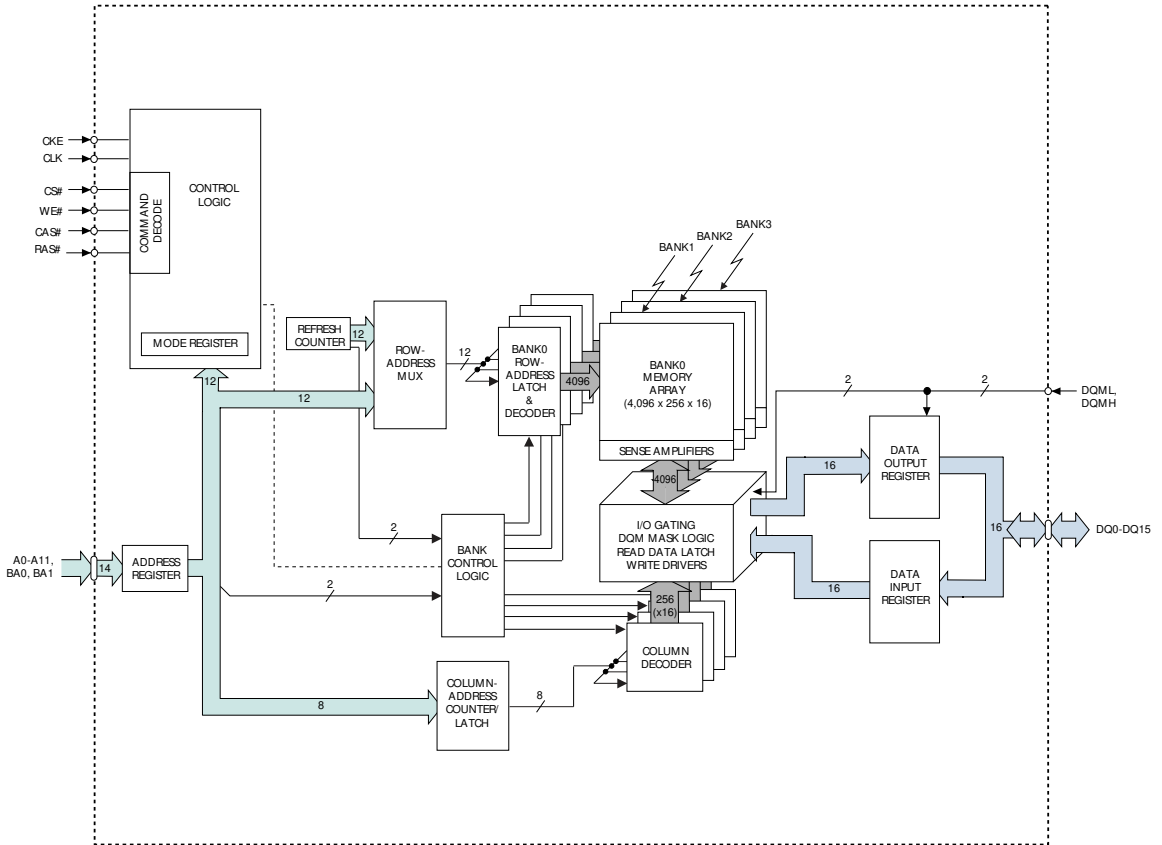 CKE
CLK
CS#
WE#
CAS#
RAS#
COMMAND
DECODE
CONTROL
LOGIC
MODE REGISTER
12
REFRESH
COUNTER
12
12
ROW-
ADDRESS
MUX
12
BANK0
ROW-
ADDRESS
LATCH
&
DECODER
4096
BANK1
BANK2
BANK3
BANK0
MEMORY
ARRAY
(4,096 x 256 x 16)
SENSE AMPLIFIERS
4096
I/O GATING
DQM MASK LOGIC
READ DATA LATCH
WRITE DRIVERS
256
(x16)
COLUMN
DECODER
2
2
DQML,
DQMH
16
DATA
OUTPUT
REGISTER
16
DQ0-DQ15
16
DATA
INPUT
REGISTER
A0-A11,
BA0, BA1
14
ADDRESS
REGISTER
2
2
BANK
CONTROL
LOGIC
8
COLUMN-
ADDRESS
COUNTER/
LATCH
8